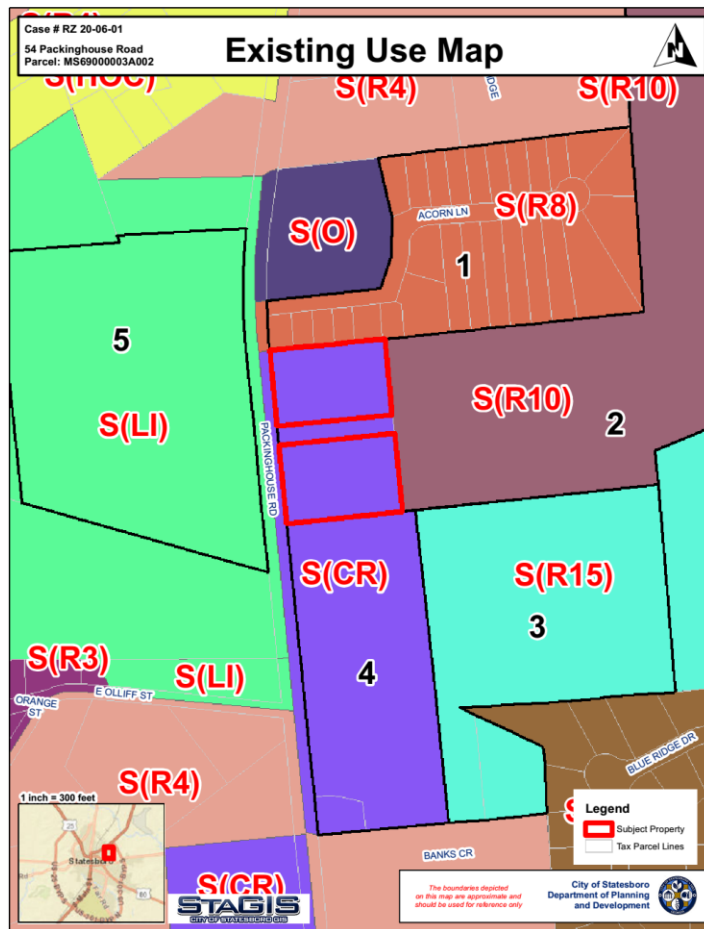 Case # RZ 20-06-01
54 Packinghouse Road
Parcel: MS69000003A002
Existing Use Map
N
S(HOC)
S(R4)
S(R10)
S(O)
ACORN LN
S(R8)
1
5
S(LI)
PACKINGHOUSE RD
S(R10)
2
S(CR)
S(R15)
3
4
S(R3)
S(LI)
E OLLIFF ST
ORANGE
ST
S(R4)
BLUE RIDGE DR
1 inch = 300 feet
25
Statesboro
80
S(CR)
BANKS CR
Legend
Subject Property
Tax Parcel Lines
STAGIS
CITY OF STATESBORO GIS
The boundaries depicted
on this map are approximate and
should be used for reference only
City of Statesboro
Department of Planning
and Development